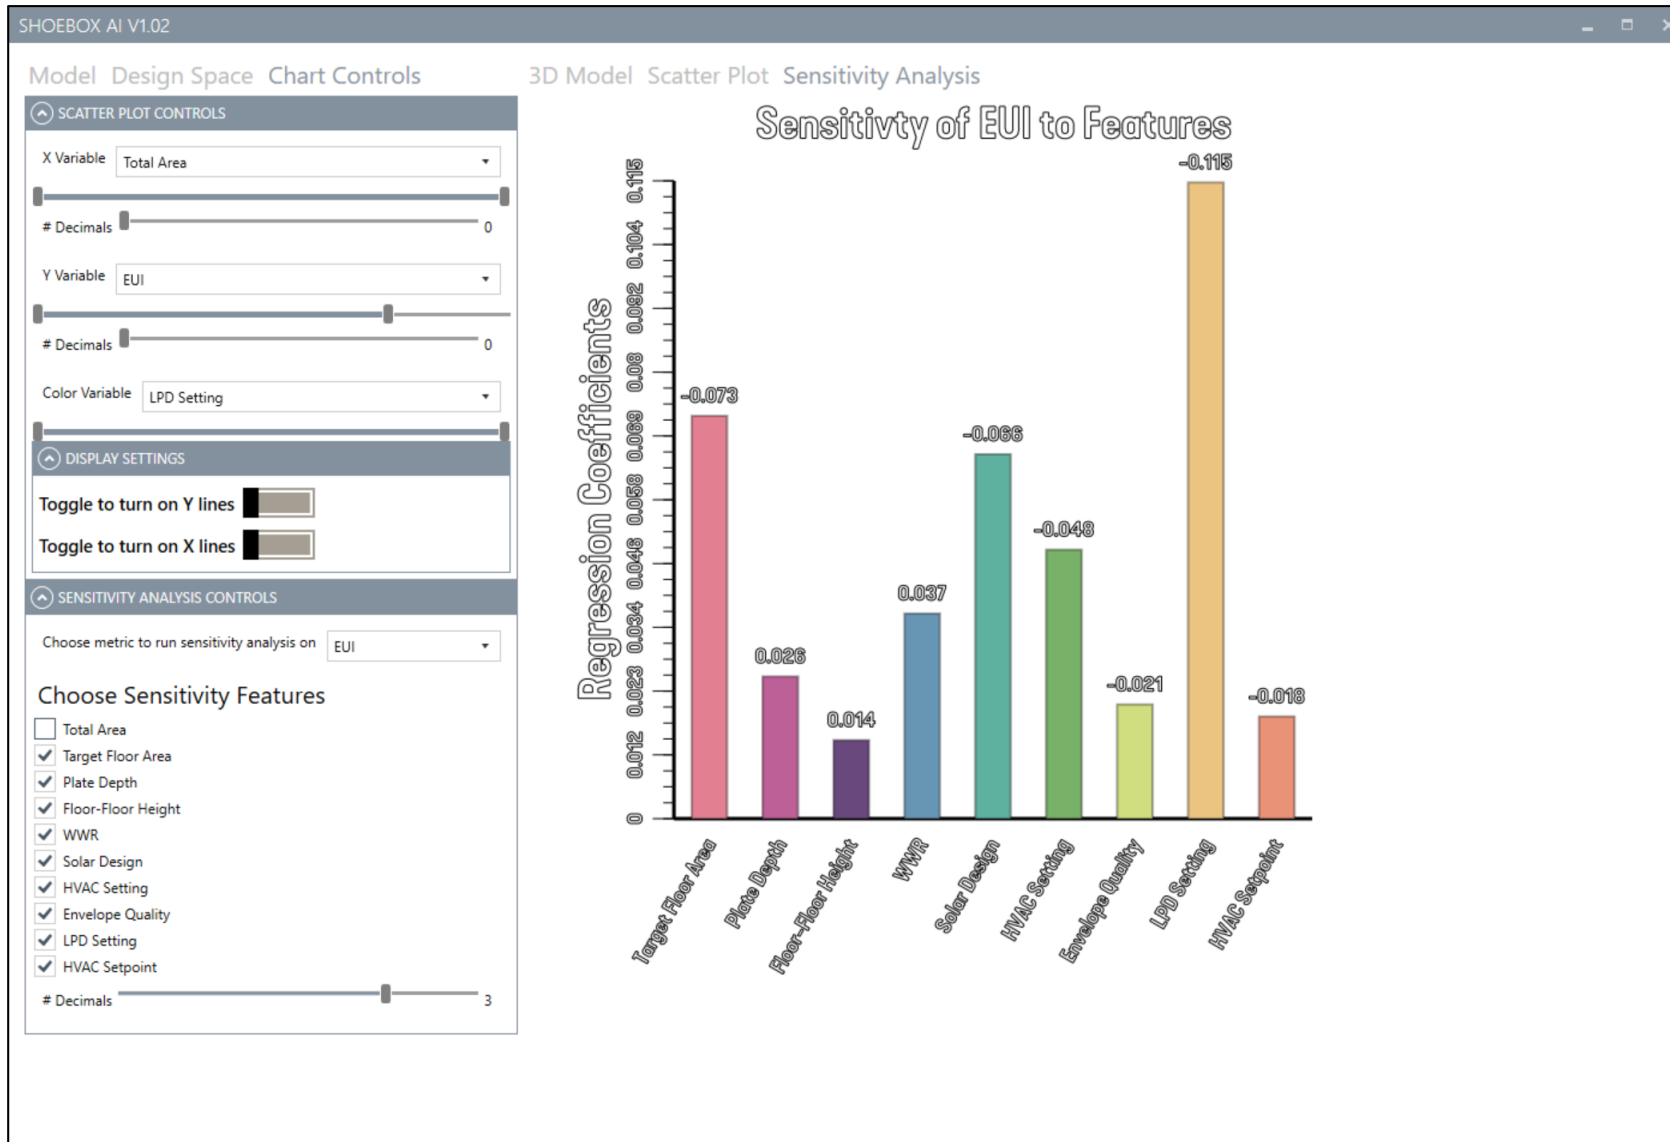 SHOEBOX AI V1.02
Model Design Space Chart Controls
SCATTER PLOT CONTROLS
X Variable Total Area
# Decimals 0
Y Variable EUI
# Decimals 0
Color Variable LPD Setting
DISPLAY SETTINGS
Toggle to turn on Y lines
Toggle to turn on X lines
SENSITIVITY ANALYSIS CONTROLS
Choose metric to run sensitivity analysis on EUI
Choose Sensitivity Features
Total Area
Target Floor Area
Plate Depth
Floor-Floor Height
WWR
Solar Design
HVAC Setting
Envelope Quality
LPD Setting
HVAC Setpoint
# Decimals 3
3D Model Scatter Plot Sensitivity Analysis
Sensitivty of EUI to Features
Regression Coefficients
0.115
0.104
0.092
0.08
0.069
0.058
0.046
0.034
0.023
0.012
0
-0.073
0.026
0.014
0.037
-0.066
-0.048
-0.021
-0.115
-0.018
Target Floor Area
Plate Depth
Floor-Floor Height
WWR
Solar Design
HVAC Setting
Envelope Quality
LPD Setting
HVAC Setpoint